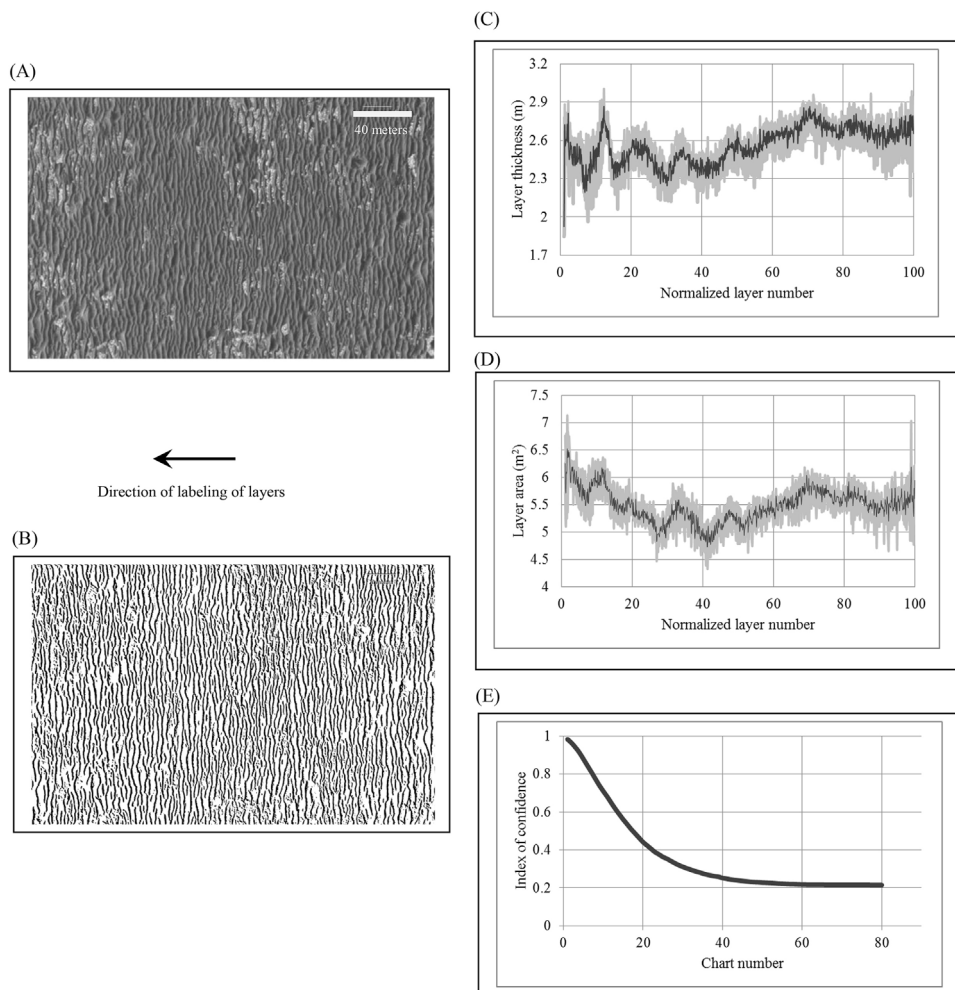 (A)
40 meters
Direction of labeling of layers
(B)
(C)
Layer thickness (m)
3.2
2.9
2.6
2.3
2
1.7
0
20
40
60
80
100
Normalized layer number
(D)
Layer area (m²)
7.5
7
6.5
6
5.5
5
4.5
4
0
20
40
60
80
100
Normalized layer number
(E)
Index of confidence
1
0.8
0.6
0.4
0.2
0
0
20
40
60
80
Chart number